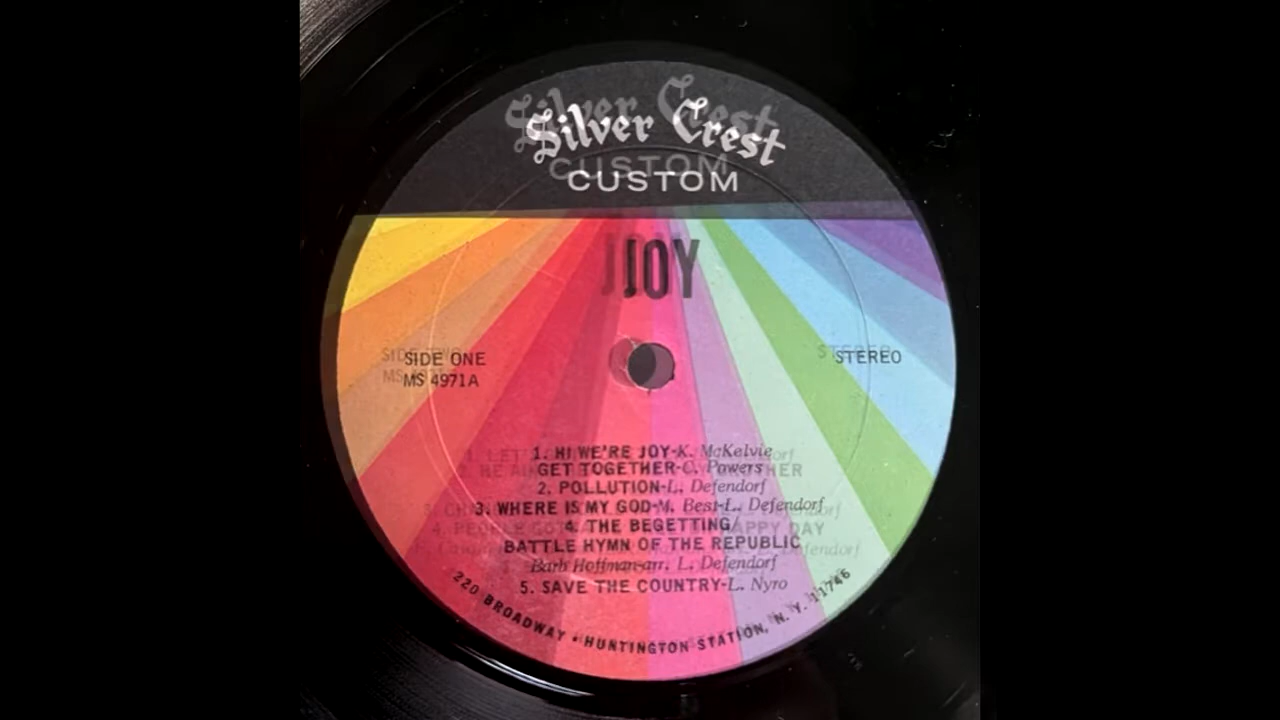 Silver Crest
CUSTOM
JOY
SIDE ONE
MS 4971A
STEREO
1. HI WE'RE JOY-K. McKelvie
GET TOGETHER-C. Powers
2. POLLUTION-L. Defendorf
3. WHERE IS MY GOD-M. Best-L. Defendorf
4. THE BEGETTING/
BATTLE HYMN OF THE REPUBLIC
Barb Hoffman-arr. L. Defendorf
5. SAVE THE COUNTRY-L. Nyro
220 BROADWAY • HUNTINGTON STATION, N. Y. 11746